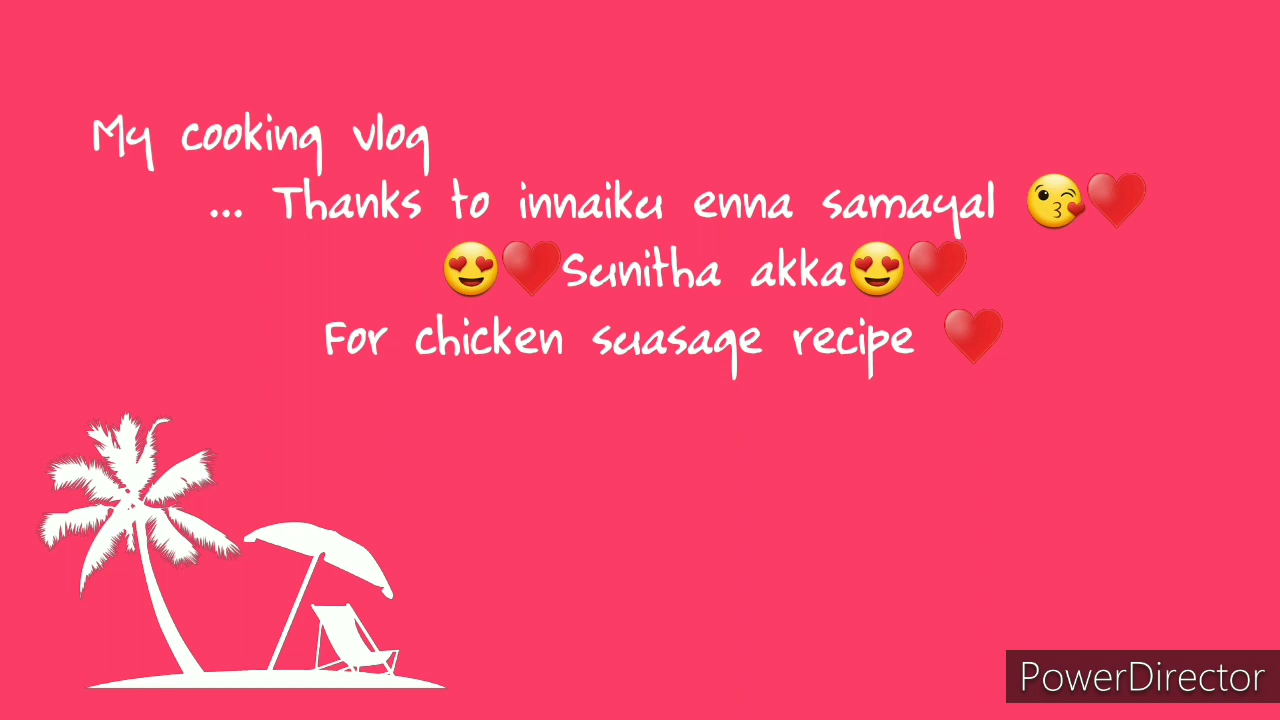 My cooking vlog
... Thanks to innaiku enna samayal 😘♥️
😍♥️Sunitha akka😍♥️
For chicken suasage recipe ♥️
PowerDirector